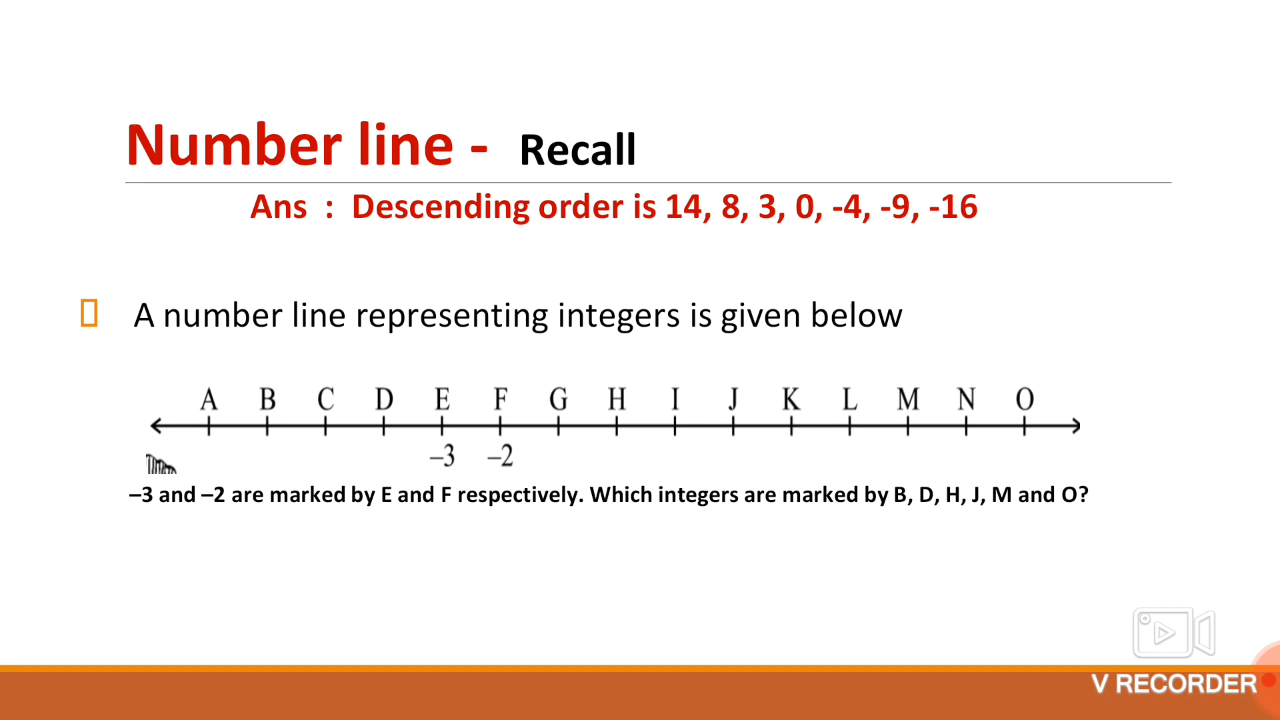 Number line - Recall
Ans : Descending order is 14, 8, 3, 0, -4, -9, -16
A number line representing integers is given below
A B C D E F G H I J K L M N O
–3 –2
–3 and –2 are marked by E and F respectively. Which integers are marked by B, D, H, J, M and O?
V RECORDER